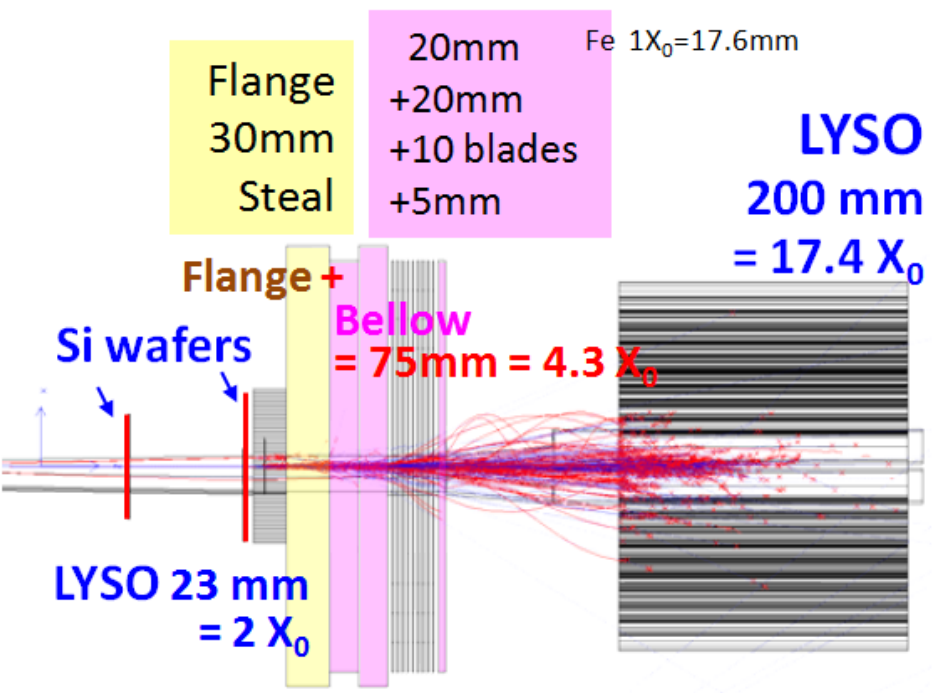 Flange
30mm
Steal
20mm
+20mm
+10 blades
+5mm
Fe 1X₀=17.6mm
LYSO
200 mm
= 17.4 X₀
Flange +
Bellow
= 75mm = 4.3 X₀
Si wafers
LYSO 23 mm
= 2 X₀